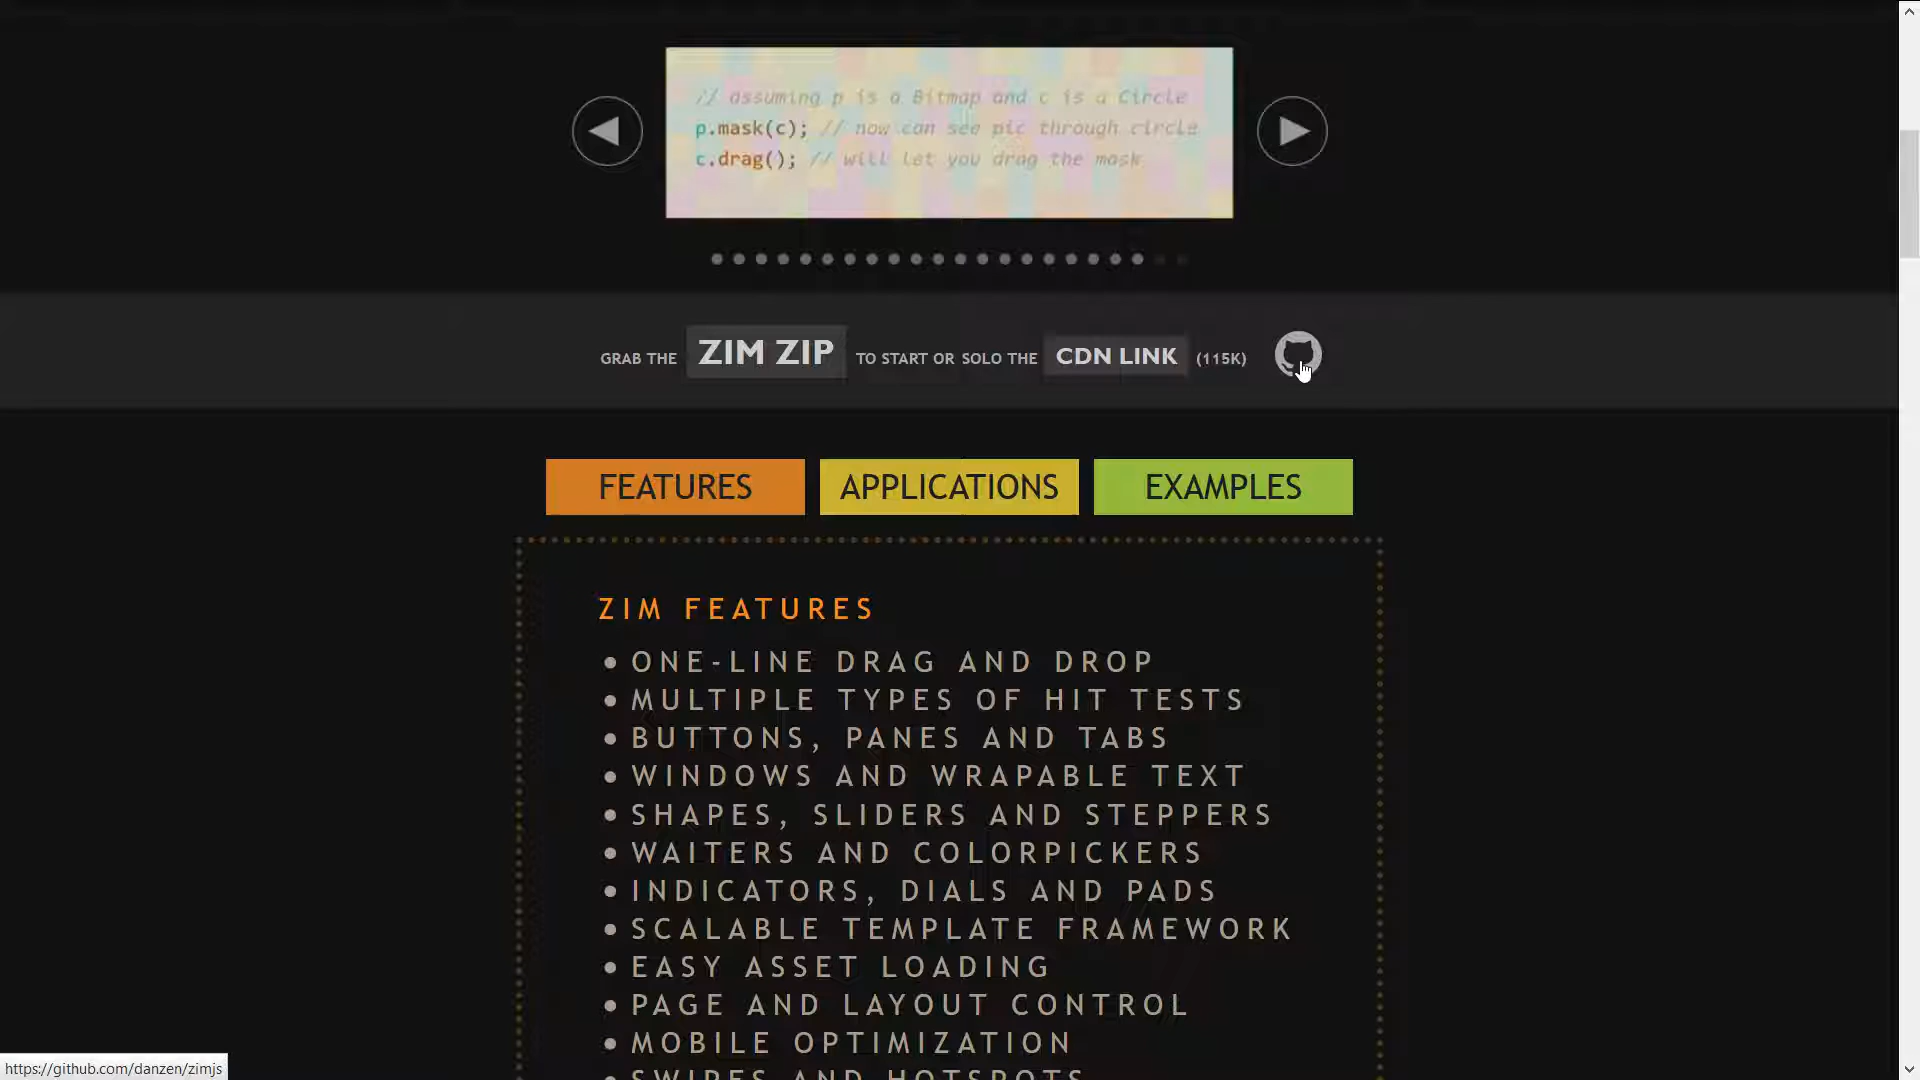 // assuming p is a Bitmap and c is a Circle
p.mask(c); // now can see pic through circle
c.drag(); // will let you drag the mask
GRAB THE ZIM ZIP TO START OR SOLO THE CDN LINK (115K)
FEATURES APPLICATIONS EXAMPLES
ZIM FEATURES
• ONE-LINE DRAG AND DROP
• MULTIPLE TYPES OF HIT TESTS
• BUTTONS, PANES AND TABS
• WINDOWS AND WRAPABLE TEXT
• SHAPES, SLIDERS AND STEPPERS
• WAITERS AND COLORPICKERS
• INDICATORS, DIALS AND PADS
• SCALABLE TEMPLATE FRAMEWORK
• EASY ASSET LOADING
• PAGE AND LAYOUT CONTROL
• MOBILE OPTIMIZATION
• SWIPES AND HOTSPOTS
https://github.com/danzen/zimjs